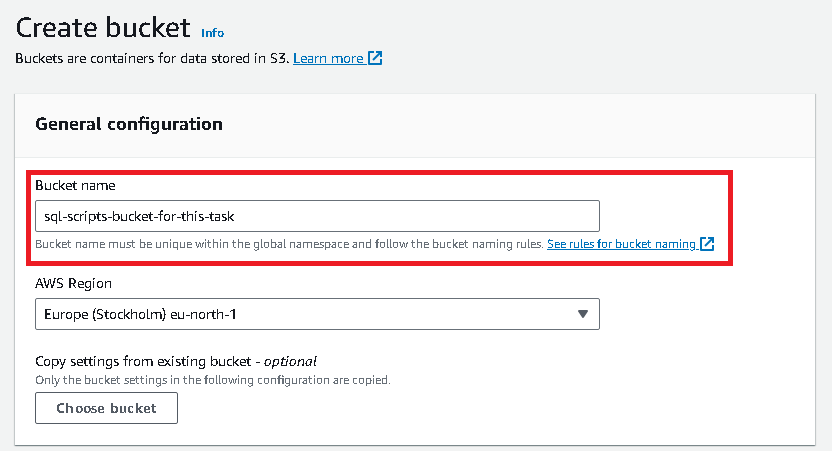 Create bucket Info
Buckets are containers for data stored in S3. Learn more
General configuration
Bucket name
sql-scripts-bucket-for-this-task
Bucket name must be unique within the global namespace and follow the bucket naming rules. See rules for bucket naming
AWS Region
Europe (Stockholm) eu-north-1
Copy settings from existing bucket - optional
Only the bucket settings in the following configuration are copied.
Choose bucket